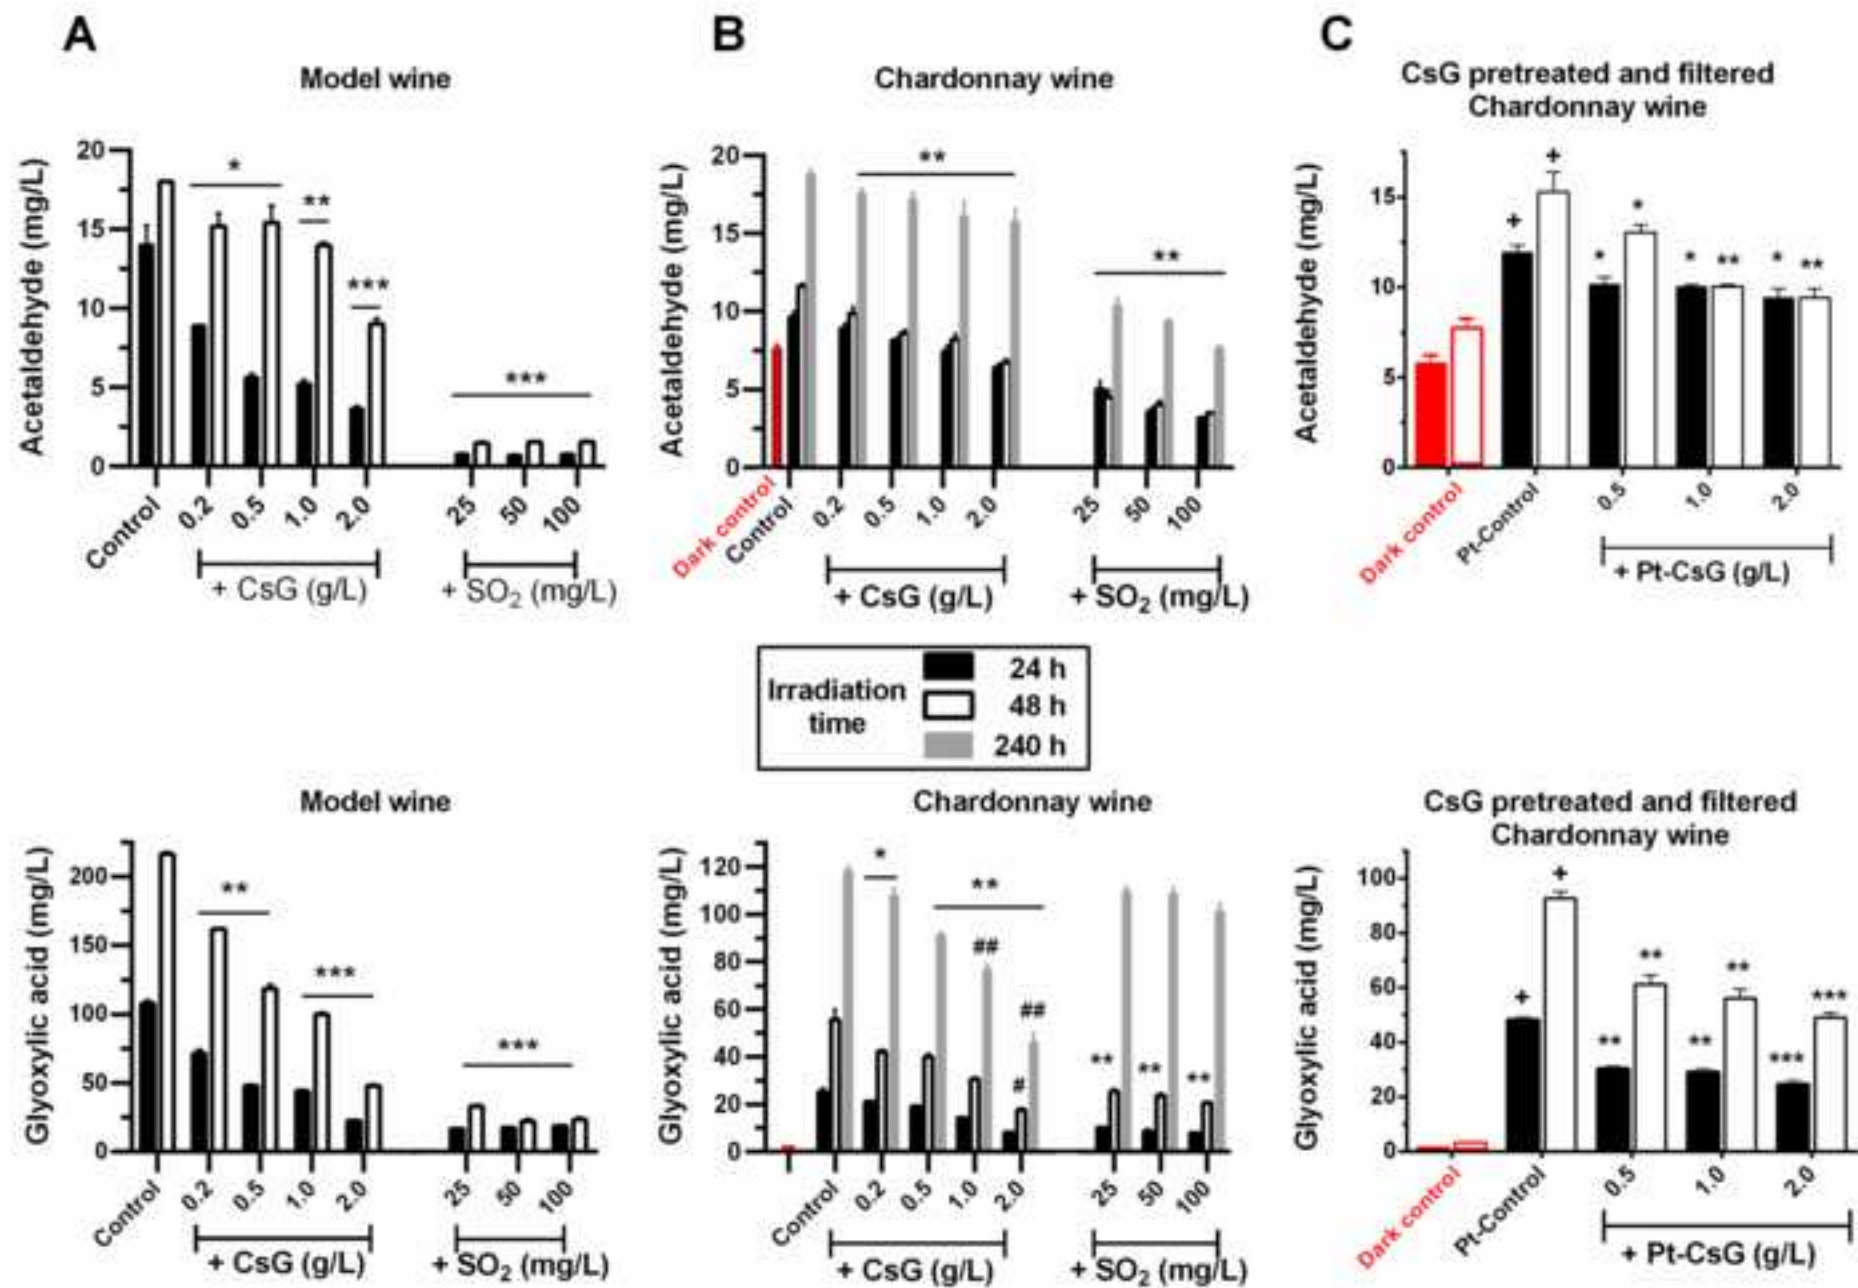 A
Model wine
Acetaldehyde (mg/L)
20
15
10
5
0
*
**
***
***
Control
0.2
0.5
1.0
2.0
25
50
100
+ CsG (g/L)
+ SO₂ (mg/L)
B
Chardonnay wine
Acetaldehyde (mg/L)
20
15
10
5
0
**
**
Dark control
Control
0.2
0.5
1.0
2.0
25
50
100
+ CsG (g/L)
+ SO₂ (mg/L)
C
CsG pretreated and filtered
Chardonnay wine
Acetaldehyde (mg/L)
15
10
5
0
+
+
*
*
*
**
*
**
Dark control
Pt-Control
0.5
1.0
2.0
+ Pt-CsG (g/L)
Irradiation
time
24 h
48 h
240 h
Model wine
Glyoxylic acid (mg/L)
200
150
100
50
0
**
***
***
Control
0.2
0.5
1.0
2.0
25
50
100
+ CsG (g/L)
+ SO₂ (mg/L)
Chardonnay wine
Glyoxylic acid (mg/L)
120
100
80
60
40
20
0
*
**
##
##
#
**
**
**
Control
0.2
0.5
1.0
2.0
25
50
100
+ CsG (g/L)
+ SO₂ (mg/L)
CsG pretreated and filtered
Chardonnay wine
Glyoxylic acid (mg/L)
100
80
60
40
20
0
+
+
**
**
**
**
***
***
Dark control
Pt-Control
0.5
1.0
2.0
+ Pt-CsG (g/L)